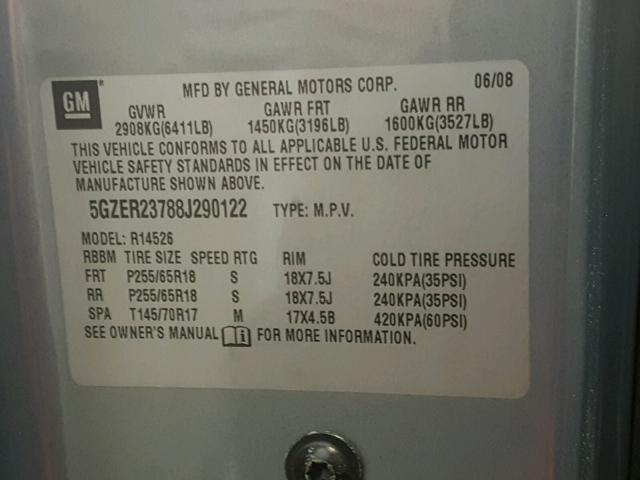 GM ® MFD BY GENERAL MOTORS CORP. 06/08
GVWR GAWR FRT GAWR RR
2908KG(6411LB) 1450KG(3196LB) 1600KG(3527LB)
THIS VEHICLE CONFORMS TO ALL APPLICABLE U.S. FEDERAL MOTOR
VEHICLE SAFETY STANDARDS IN EFFECT ON THE DATE OF
MANUFACTURE SHOWN ABOVE.
5GZER23788J290122 TYPE: M.P.V.
MODEL: R14526
RBBM TIRE SIZE SPEED RTG RIM COLD TIRE PRESSURE
FRT P255/65R18 S 18X7.5J 240KPA(35PSI)
RR P255/65R18 S 18X7.5J 240KPA(35PSI)
SPA T145/70R17 M 17X4.5B 420KPA(60PSI)
SEE OWNER'S MANUAL i FOR MORE INFORMATION.